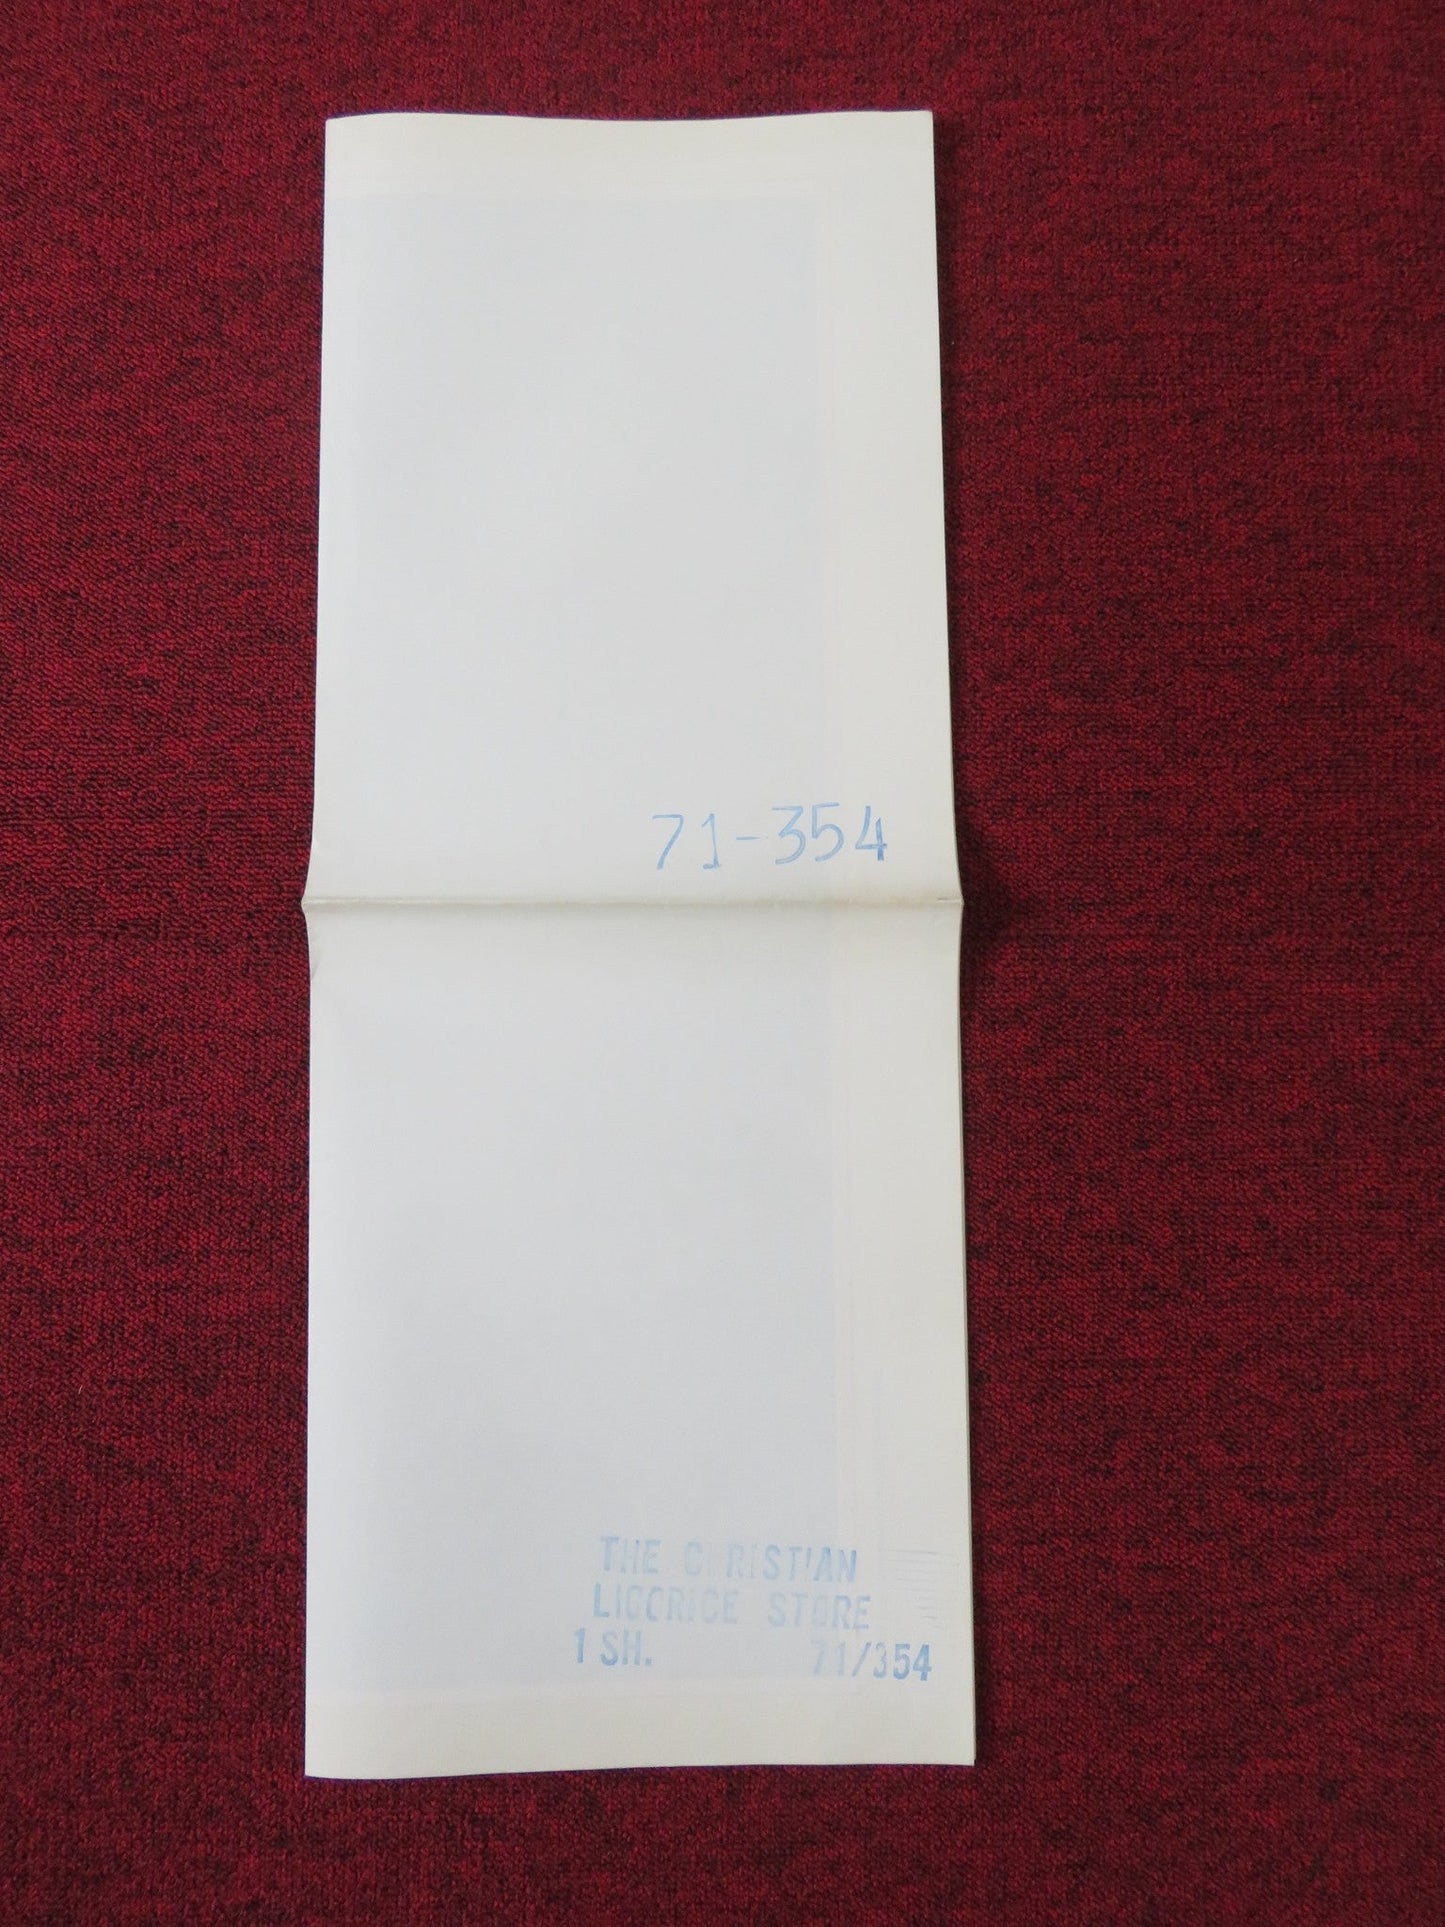 71-354
THE CHRISTIAN
LICORICE STORE
1 SH. 71/354